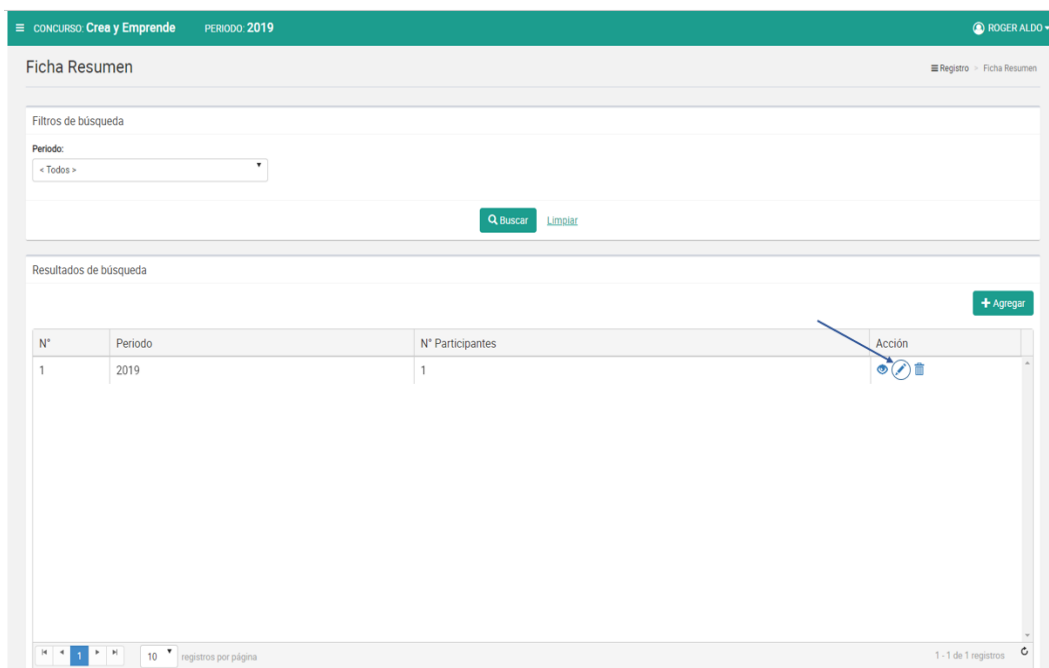 CONCURSO: Crea y Emprende PERIODO: 2019 ROGER ALDO
Ficha Resumen Registro > Ficha Resumen
Filtros de búsqueda
Periodo:
< Todos >
Buscar Limpiar
Resultados de búsqueda
+ Agregar
N° Periodo N° Participantes Acción
1 2019 1
1 10 registros por página 1 - 1 de 1 registros